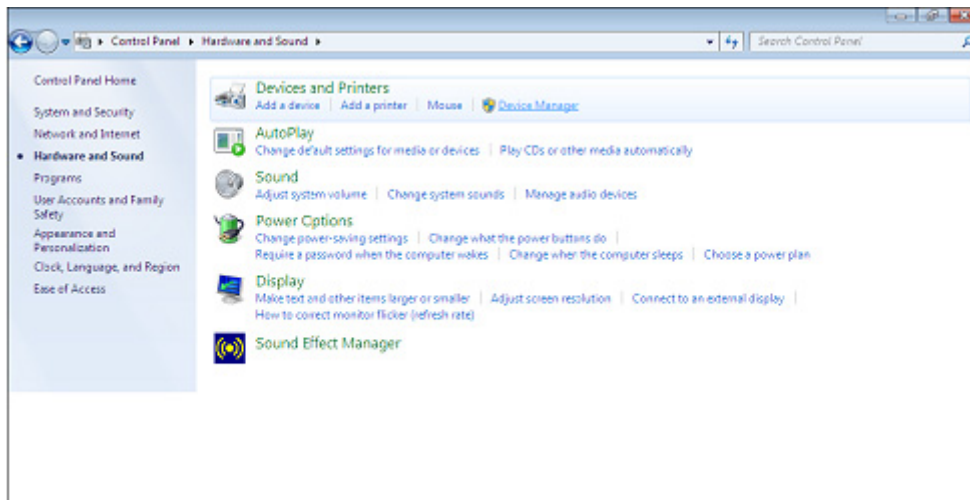 Control Panel Hardware and Sound Search Control Panel
Control Panel Home
System and Security
Network and Internet
Hardware and Sound
Programs
User Accounts and Family
Safety
Appearance and
Personalization
Clock, Language, and Region
Ease of Access
Devices and Printers
Add a device Add a printer Mouse Device Manager
AutoPlay
Change default settings for media or devices Play CDs or other media automatically
Sound
Adjust system volume Change system sounds Manage audio devices
Power Options
Change power-saving settings Change what the power buttons do
Require a password when the computer wakes Change when the computer sleeps Choose a power plan
Display
Make text and other items larger or smaller Adjust screen resolution Connect to an external display
How to correct monitor flicker (refresh rate)
Sound Effect Manager